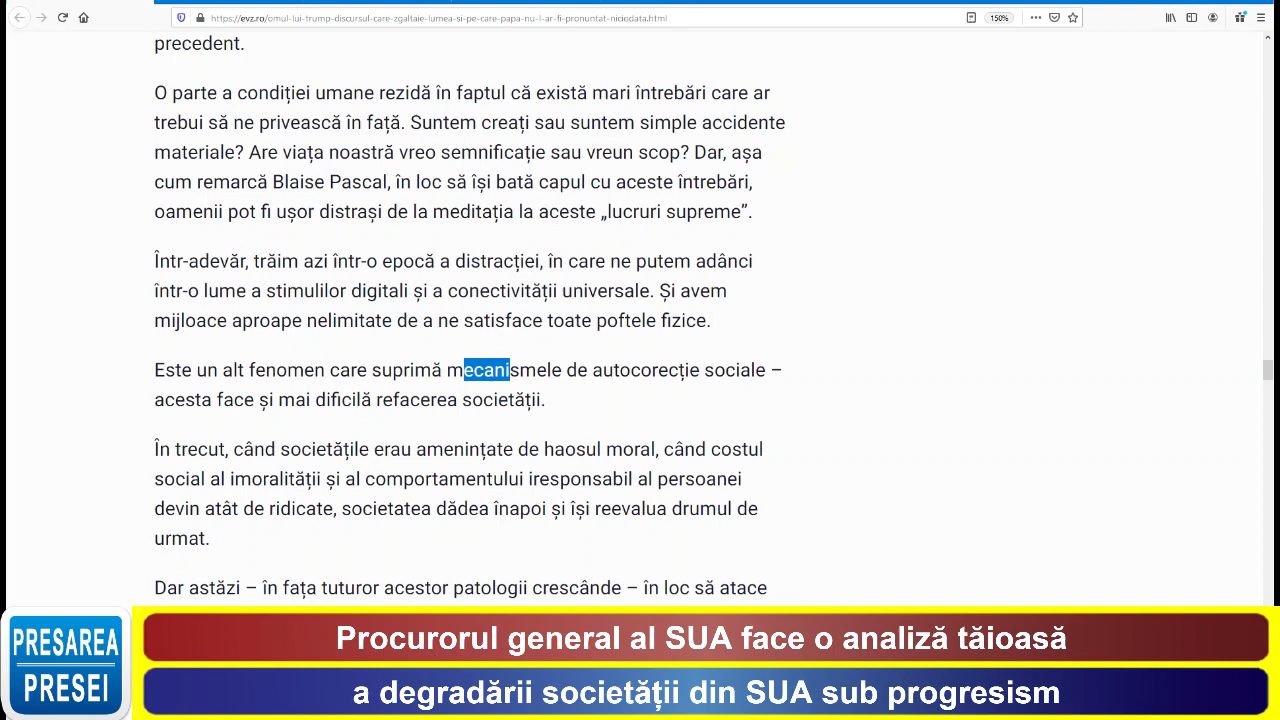 https://evz.ro/omul-lui-trump-discursul-care-zgaltaie-lumea-si-pe-care-papa-nu-l-ar-fi-pronuntat-niciodata.html
150%
precedent.
O parte a condiției umane rezidă în faptul că există mari întrebări care ar
trebui să ne privească în față. Suntem creați sau suntem simple accidente
materiale? Are viața noastră vreo semnificație sau vreun scop? Dar, așa
cum remarcă Blaise Pascal, în loc să își bată capul cu aceste întrebări,
oamenii pot fi ușor distrași de la meditația la aceste „lucruri supreme”.
Într-adevăr, trăim azi într-o epocă a distracției, în care ne putem adânci
într-o lume a stimulilor digitali și a conectivității universale. Și avem
mijloace aproape nelimitate de a ne satisface toate poftele fizice.
Este un alt fenomen care suprimă mecanismele de autocorecție sociale –
acesta face și mai dificilă refacerea societății.
În trecut, când societățile erau amenințate de haosul moral, când costul
social al imoralității și al comportamentului iresponsabil al persoanei
devin atât de ridicate, societatea dădea înapoi și își reevalua drumul de
urmat.
Dar astăzi – în fața tuturor acestor patologii crescânde – în loc să atace
PRESAREA
PRESEI
Procurorul general al SUA face o analiză tăioasă
a degradării societății din SUA sub progresism